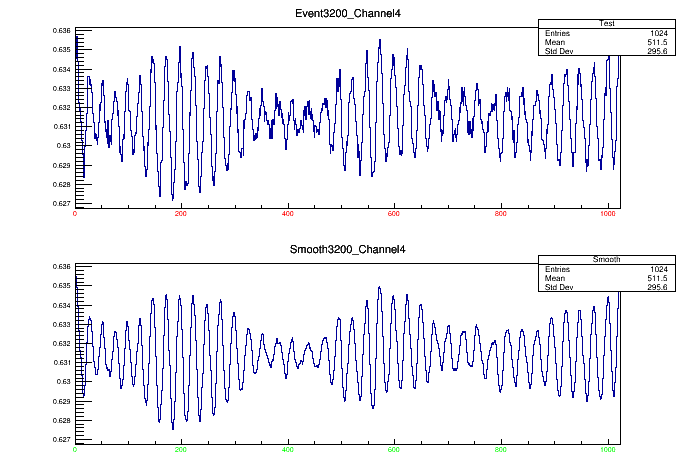 Event3200_Channel4
Test
Entries 1024
Mean 511.5
Std Dev 295.6
0.636
0.635
0.634
0.633
0.632
0.631
0.63
0.629
0.628
0.627
0 200 400 600 800 1000
Smooth3200_Channel4
Smooth
Entries 1024
Mean 511.5
Std Dev 295.6
0.636
0.635
0.634
0.633
0.632
0.631
0.63
0.629
0.628
0.627
0 200 400 600 800 1000